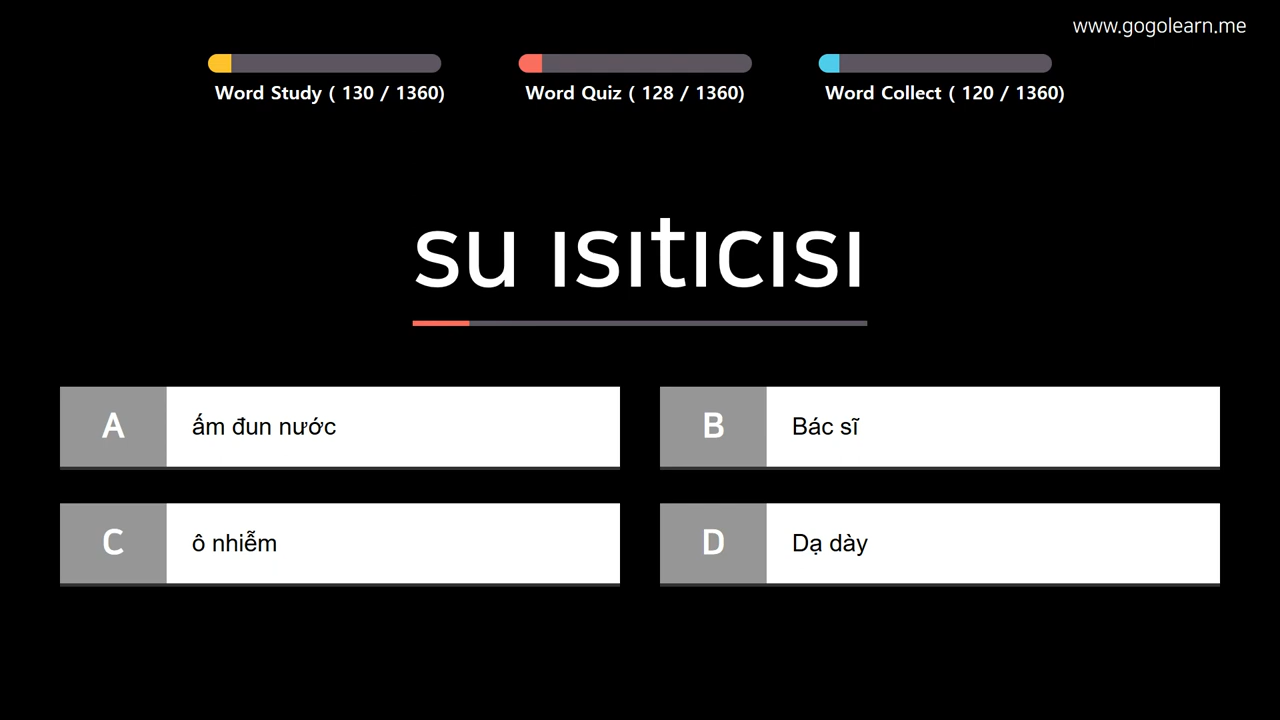 www.gogolearn.me
Word Study ( 130 / 1360)
Word Quiz ( 128 / 1360)
Word Collect ( 120 / 1360)
su ısıtıcısı
A ấm đun nước
B Bác sĩ
C ô nhiễm
D Dạ dày